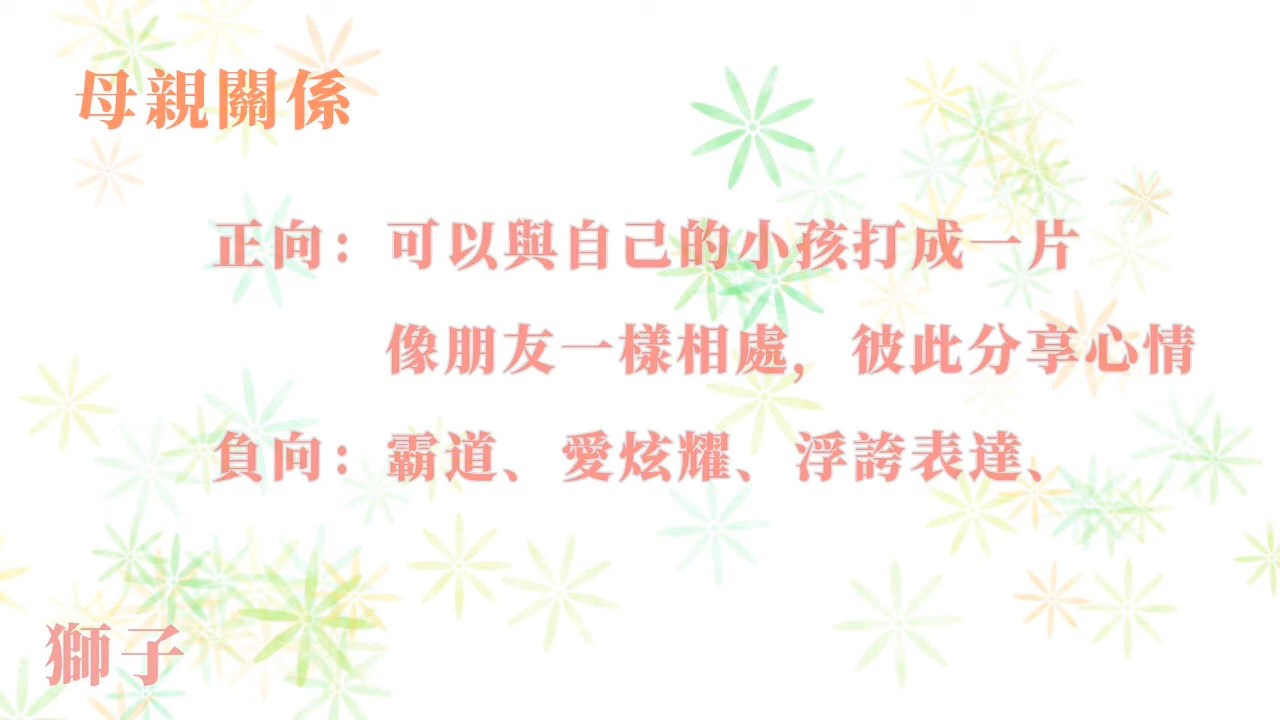 母親關係
正向：可以與自己的小孩打成一片
像朋友一樣相處，彼此分享心情
負向：霸道、愛炫耀、浮誇表達、
獅子